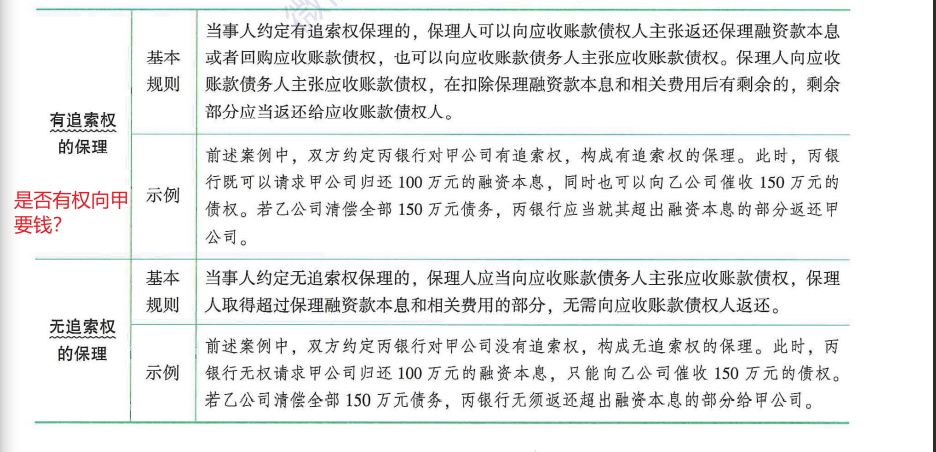 当事人约定有追索权保理的，保理人可以向应收账款债权人主张返还保理融资款本息
或者回购应收账款债权，也可以向应收账款债务人主张应收账款债权。保理人向应收
账款债务人主张应收账款债权，在扣除保理融资款本息和相关费用后有剩余的，剩余
部分应当返还给应收账款债权人。
基本
规则
有追索权
的保理
前述案例中，双方约定丙银行对甲公司有追索权，构成有追索权的保理。此时，丙银
行既可以请求甲公司归还 100 万元的融资本息，同时也可以向乙公司催收 150 万元的
债权。若乙公司清偿全部 150 万元债务，丙银行应当就其超出融资本息的部分返还甲
公司。
示例
是否有权向甲
要钱?
基本
规则
当事人约定无追索权保理的，保理人应当向应收账款债务人主张应收账款债权，保理
人取得超过保理融资款本息和相关费用的部分，无需向应收账款债权人返还。
无追索权
的保理
示例
前述案例中，双方约定丙银行对甲公司没有追索权，构成无追索权的保理。此时，丙
银行无权请求甲公司归还 100 万元的融资本息，只能向乙公司催收 150 万元的债权。
若乙公司清偿全部 150 万元债务，丙银行无须返还超出融资本息的部分给甲公司。